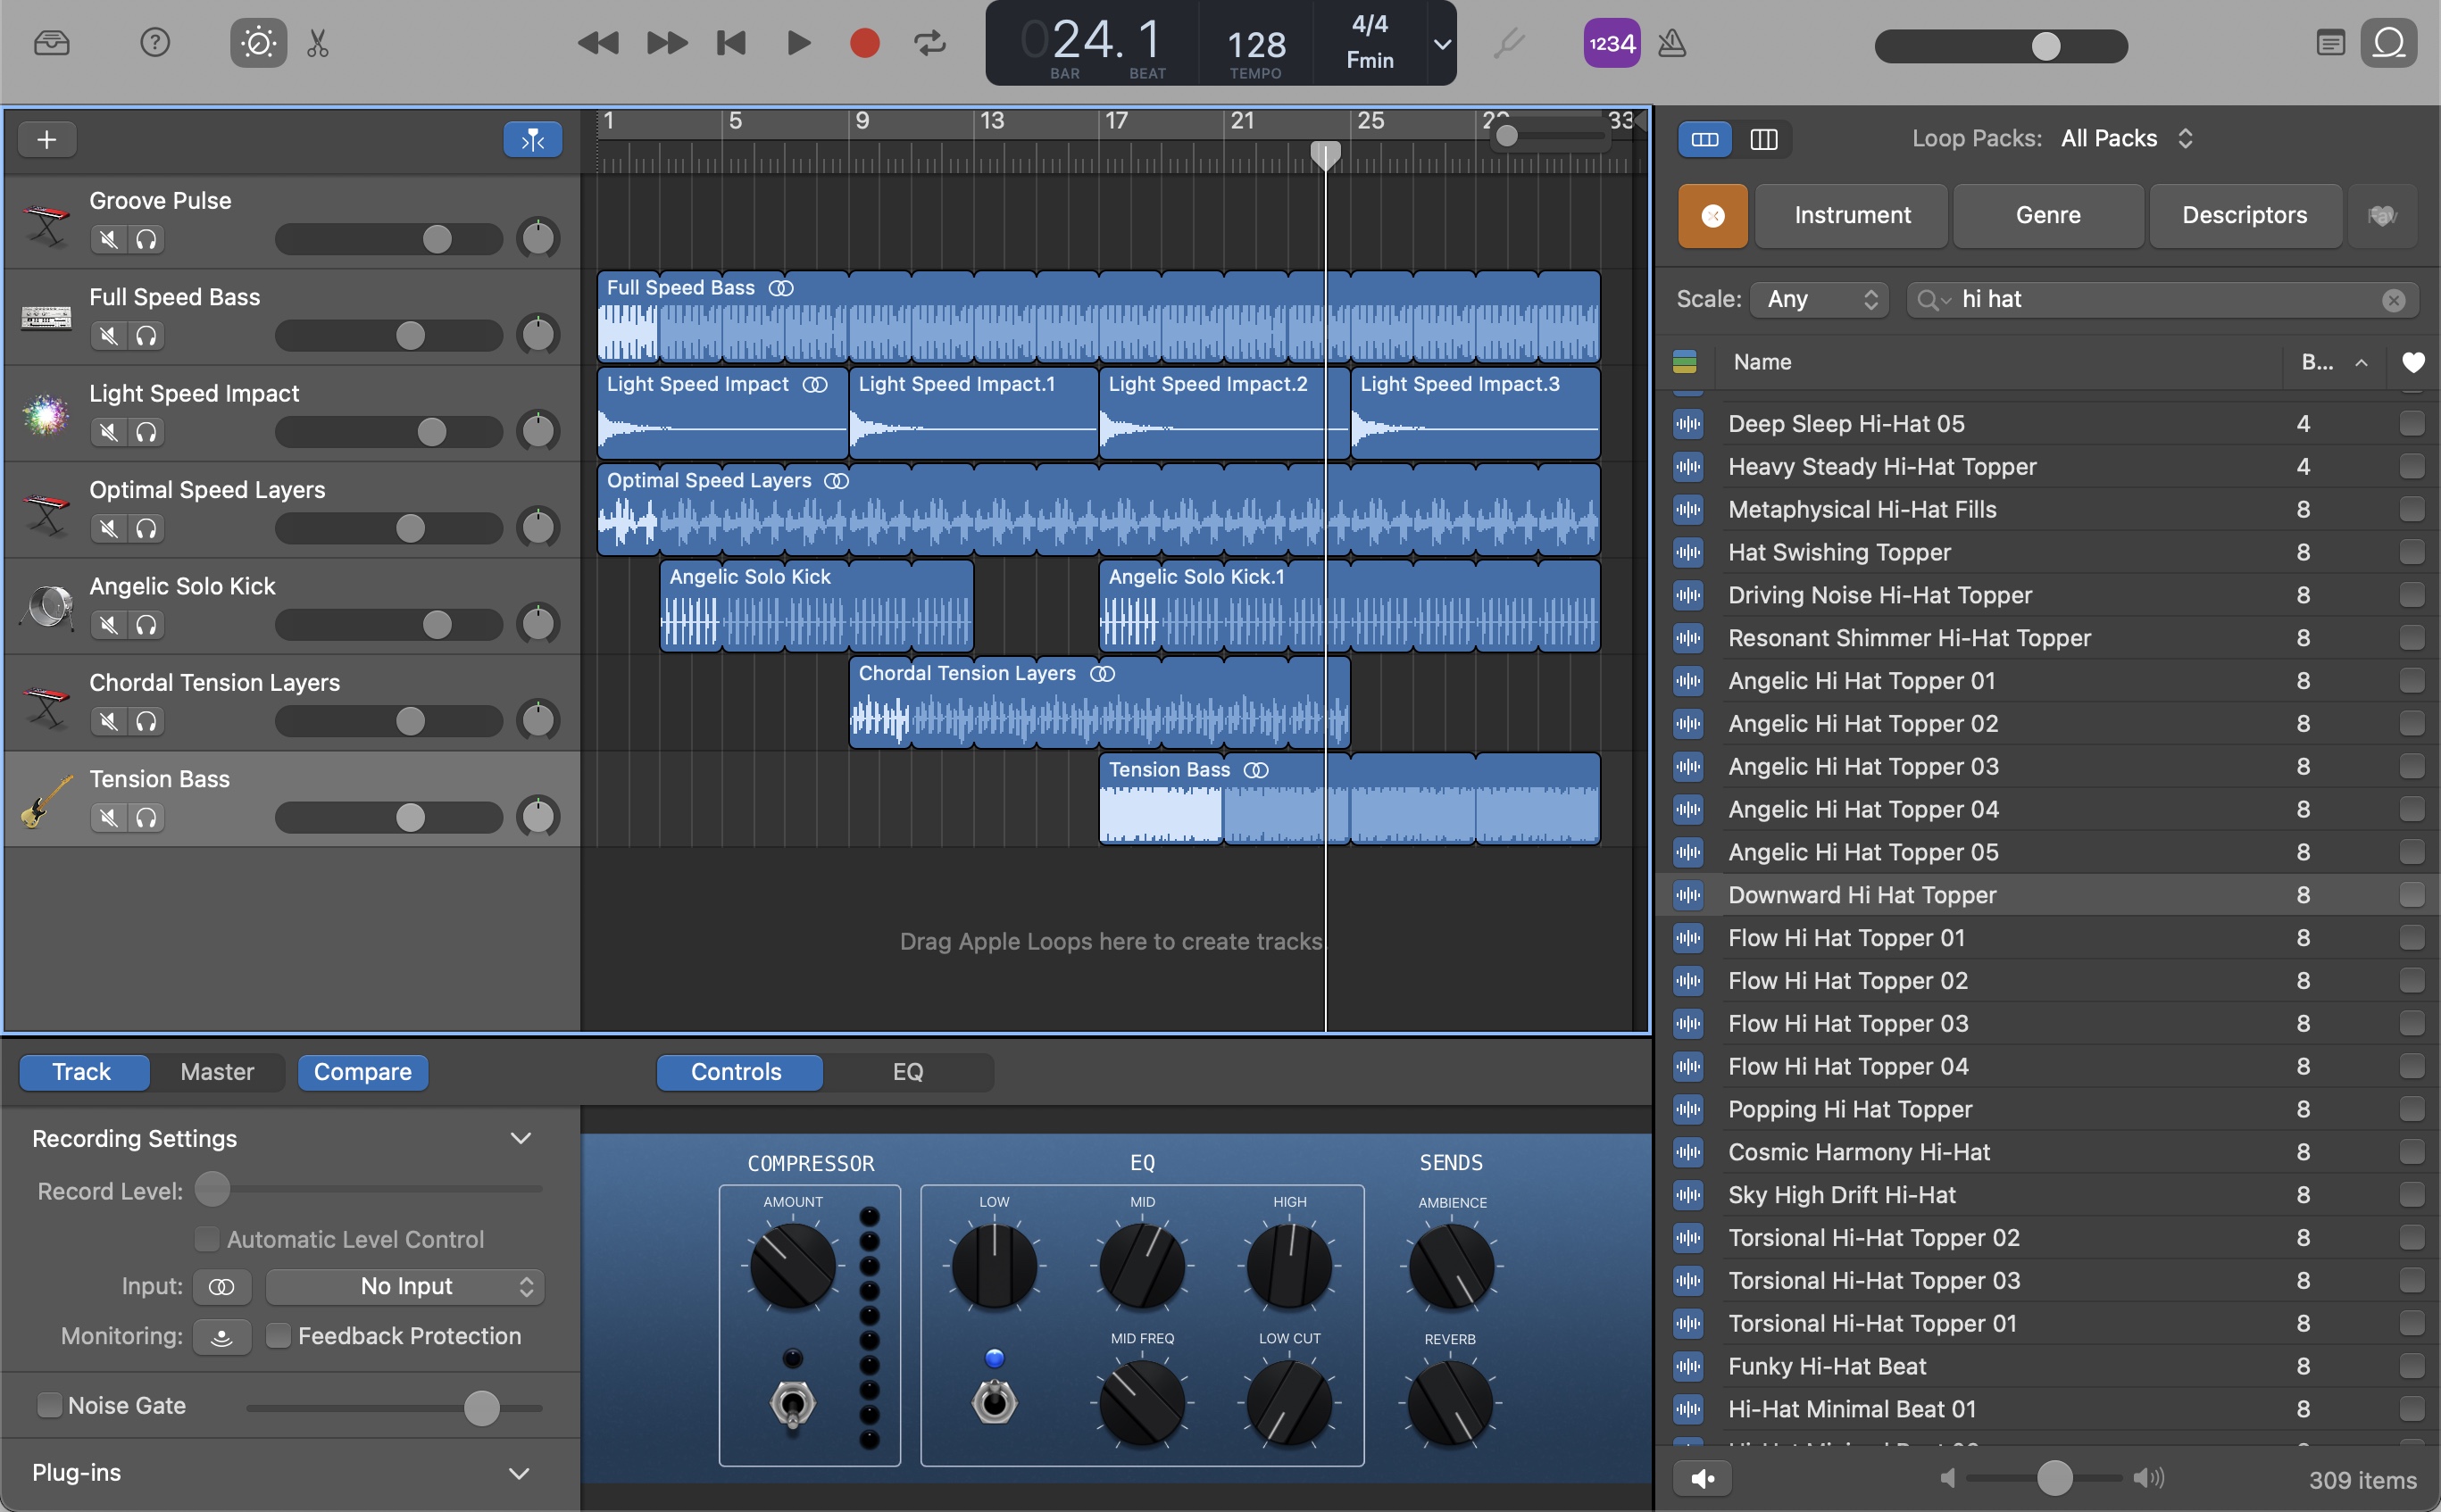 024. 1
BAR
BEAT
128
TEMPO
4/4
Fmin
1234
1
5
9
13
17
21
25
33
Groove Pulse
Full Speed Bass
Light Speed Impact
Optimal Speed Layers
Angelic Solo Kick
Chordal Tension Layers
Tension Bass
Full Speed Bass
Light Speed Impact
Light Speed Impact.1
Light Speed Impact.2
Light Speed Impact.3
Optimal Speed Layers
Angelic Solo Kick
Angelic Solo Kick.1
Chordal Tension Layers
Tension Bass
Drag Apple Loops here to create tracks.
Track
Master
Compare
Controls
EQ
Recording Settings
Record Level:
Automatic Level Control
Input:
No Input
Monitoring:
Feedback Protection
Noise Gate
Plug-ins
COMPRESSOR
EQ
SENDS
AMOUNT
LOW
MID
HIGH
AMBIENCE
MID FREQ
LOW CUT
REVERB
Loop Packs: All Packs
Instrument
Genre
Descriptors
Fav
Scale: Any
hi hat
Name
B...
Deep Sleep Hi-Hat 05 4
Heavy Steady Hi-Hat Topper 4
Metaphysical Hi-Hat Fills 8
Hat Swishing Topper 8
Driving Noise Hi-Hat Topper 8
Resonant Shimmer Hi-Hat Topper 8
Angelic Hi Hat Topper 01 8
Angelic Hi Hat Topper 02 8
Angelic Hi Hat Topper 03 8
Angelic Hi Hat Topper 04 8
Angelic Hi Hat Topper 05 8
Downward Hi Hat Topper 8
Flow Hi Hat Topper 01 8
Flow Hi Hat Topper 02 8
Flow Hi Hat Topper 03 8
Flow Hi Hat Topper 04 8
Popping Hi Hat Topper 8
Cosmic Harmony Hi-Hat 8
Sky High Drift Hi-Hat 8
Torsional Hi-Hat Topper 02 8
Torsional Hi-Hat Topper 03 8
Torsional Hi-Hat Topper 01 8
Funky Hi-Hat Beat 8
Hi-Hat Minimal Beat 01 8
309 items